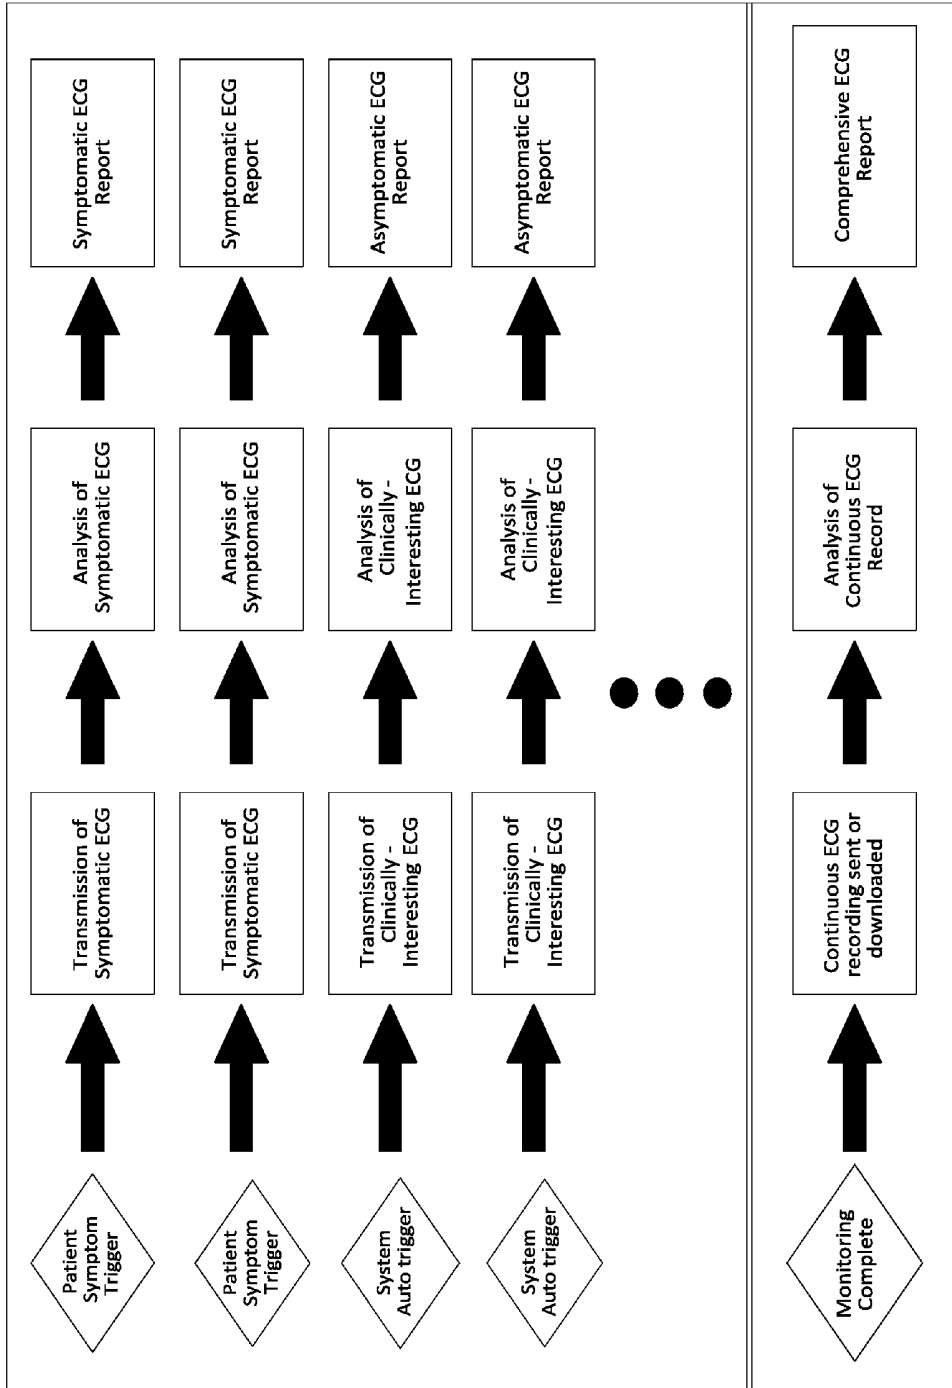 Patient
Symptom
Trigger
Transmission of
Symptomatic ECG
Analysis of
Symptomatic ECG
Symptomatic ECG
Report
Patient
Symptom
Trigger
Transmission of
Symptomatic ECG
Analysis of
Symptomatic ECG
Symptomatic ECG
Report
System
Auto trigger
Transmission of
Clinically -
Interesting ECG
Analysis of
Clinically -
Interesting ECG
Asymptomatic ECG
Report
System
Auto trigger
Transmission of
Clinically -
Interesting ECG
Analysis of
Clinically -
Interesting ECG
Asymptomatic ECG
Report
Monitoring
Complete
Continuous ECG
recording sent or
downloaded
Analysis of
Continuous ECG
Record
Comprehensive ECG
Report